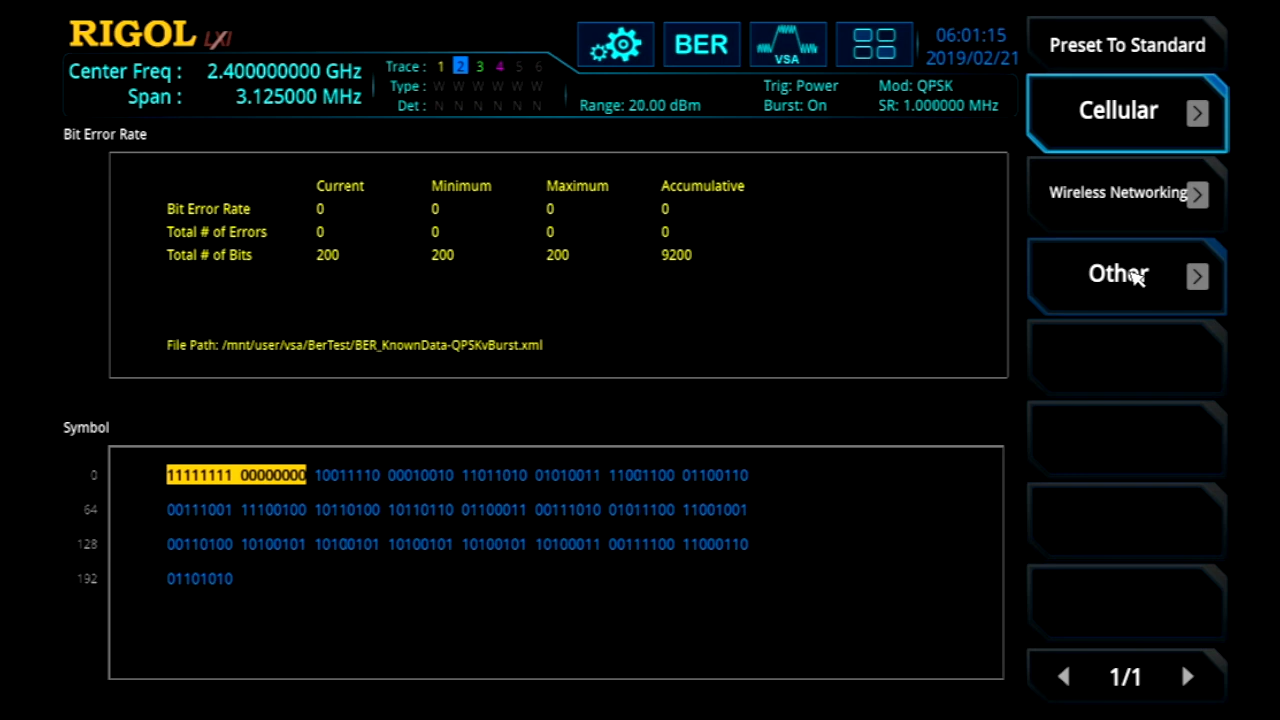 RIGOL LXI
BER
VSA
06:01:15
2019/02/21
Center Freq : 2.400000000 GHz
Span : 3.125000 MHz
Trace : 1 2 3 4 5 6
Type : W W W W W W
Det : N N N N N N
Range: 20.00 dBm
Trig: Power
Burst: On
Mod: QPSK
SR: 1.000000 MHz
Bit Error Rate
Current Minimum Maximum Accumulative
Bit Error Rate 0 0 0 0
Total # of Errors 0 0 0 0
Total # of Bits 200 200 200 9200
File Path: /mnt/user/vsa/BerTest/BER_KnownData-QPSKvBurst.xml
Symbol
0 11111111 00000000 10011110 00010010 11011010 01010011 11001100 01100110
64 00111001 11100100 10110100 10110110 01100011 00111010 01011100 11001001
128 00110100 10100101 10100101 10100101 10100101 10100011 00111100 11000110
192 01101010
Preset To Standard
Cellular >
Wireless Networking >
Other >
1/1